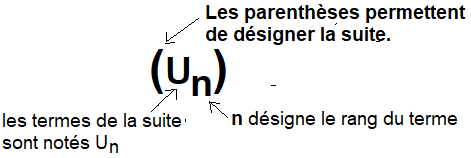 Les parenthèses permettent
de désigner la suite.
(Un)
les termes de la suite
sont notés Un
n désigne le rang du terme